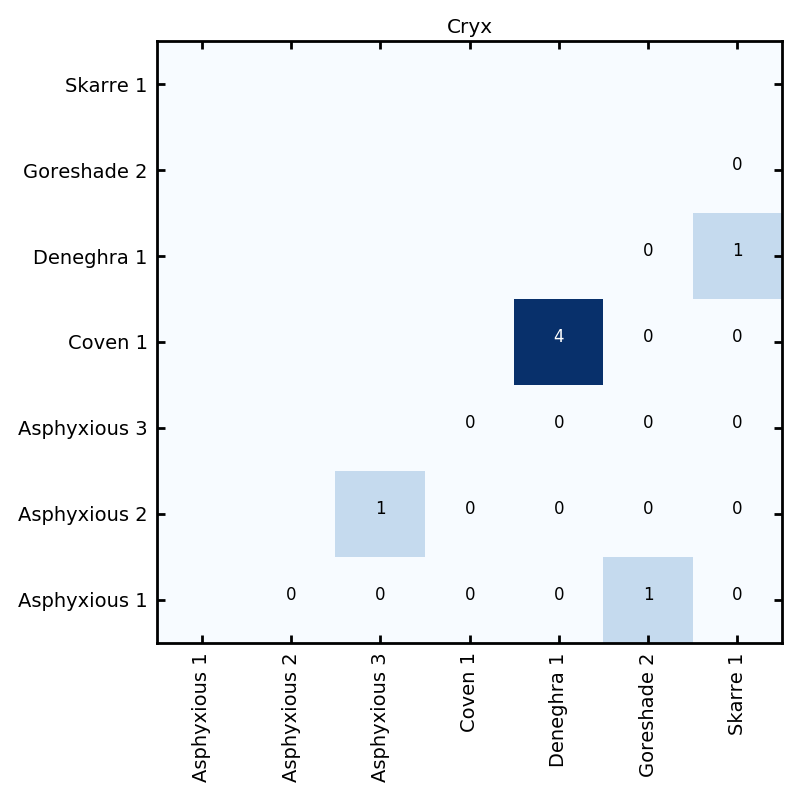 Cryx
Skarre 1
Goreshade 2 0
Deneghra 1 0 1
Coven 1 4 0 0
Asphyxious 3 0 0 0 0
Asphyxious 2 1 0 0 0 0
Asphyxious 1 0 0 0 0 1 0
Asphyxious 1
Asphyxious 2
Asphyxious 3
Coven 1
Deneghra 1
Goreshade 2
Skarre 1